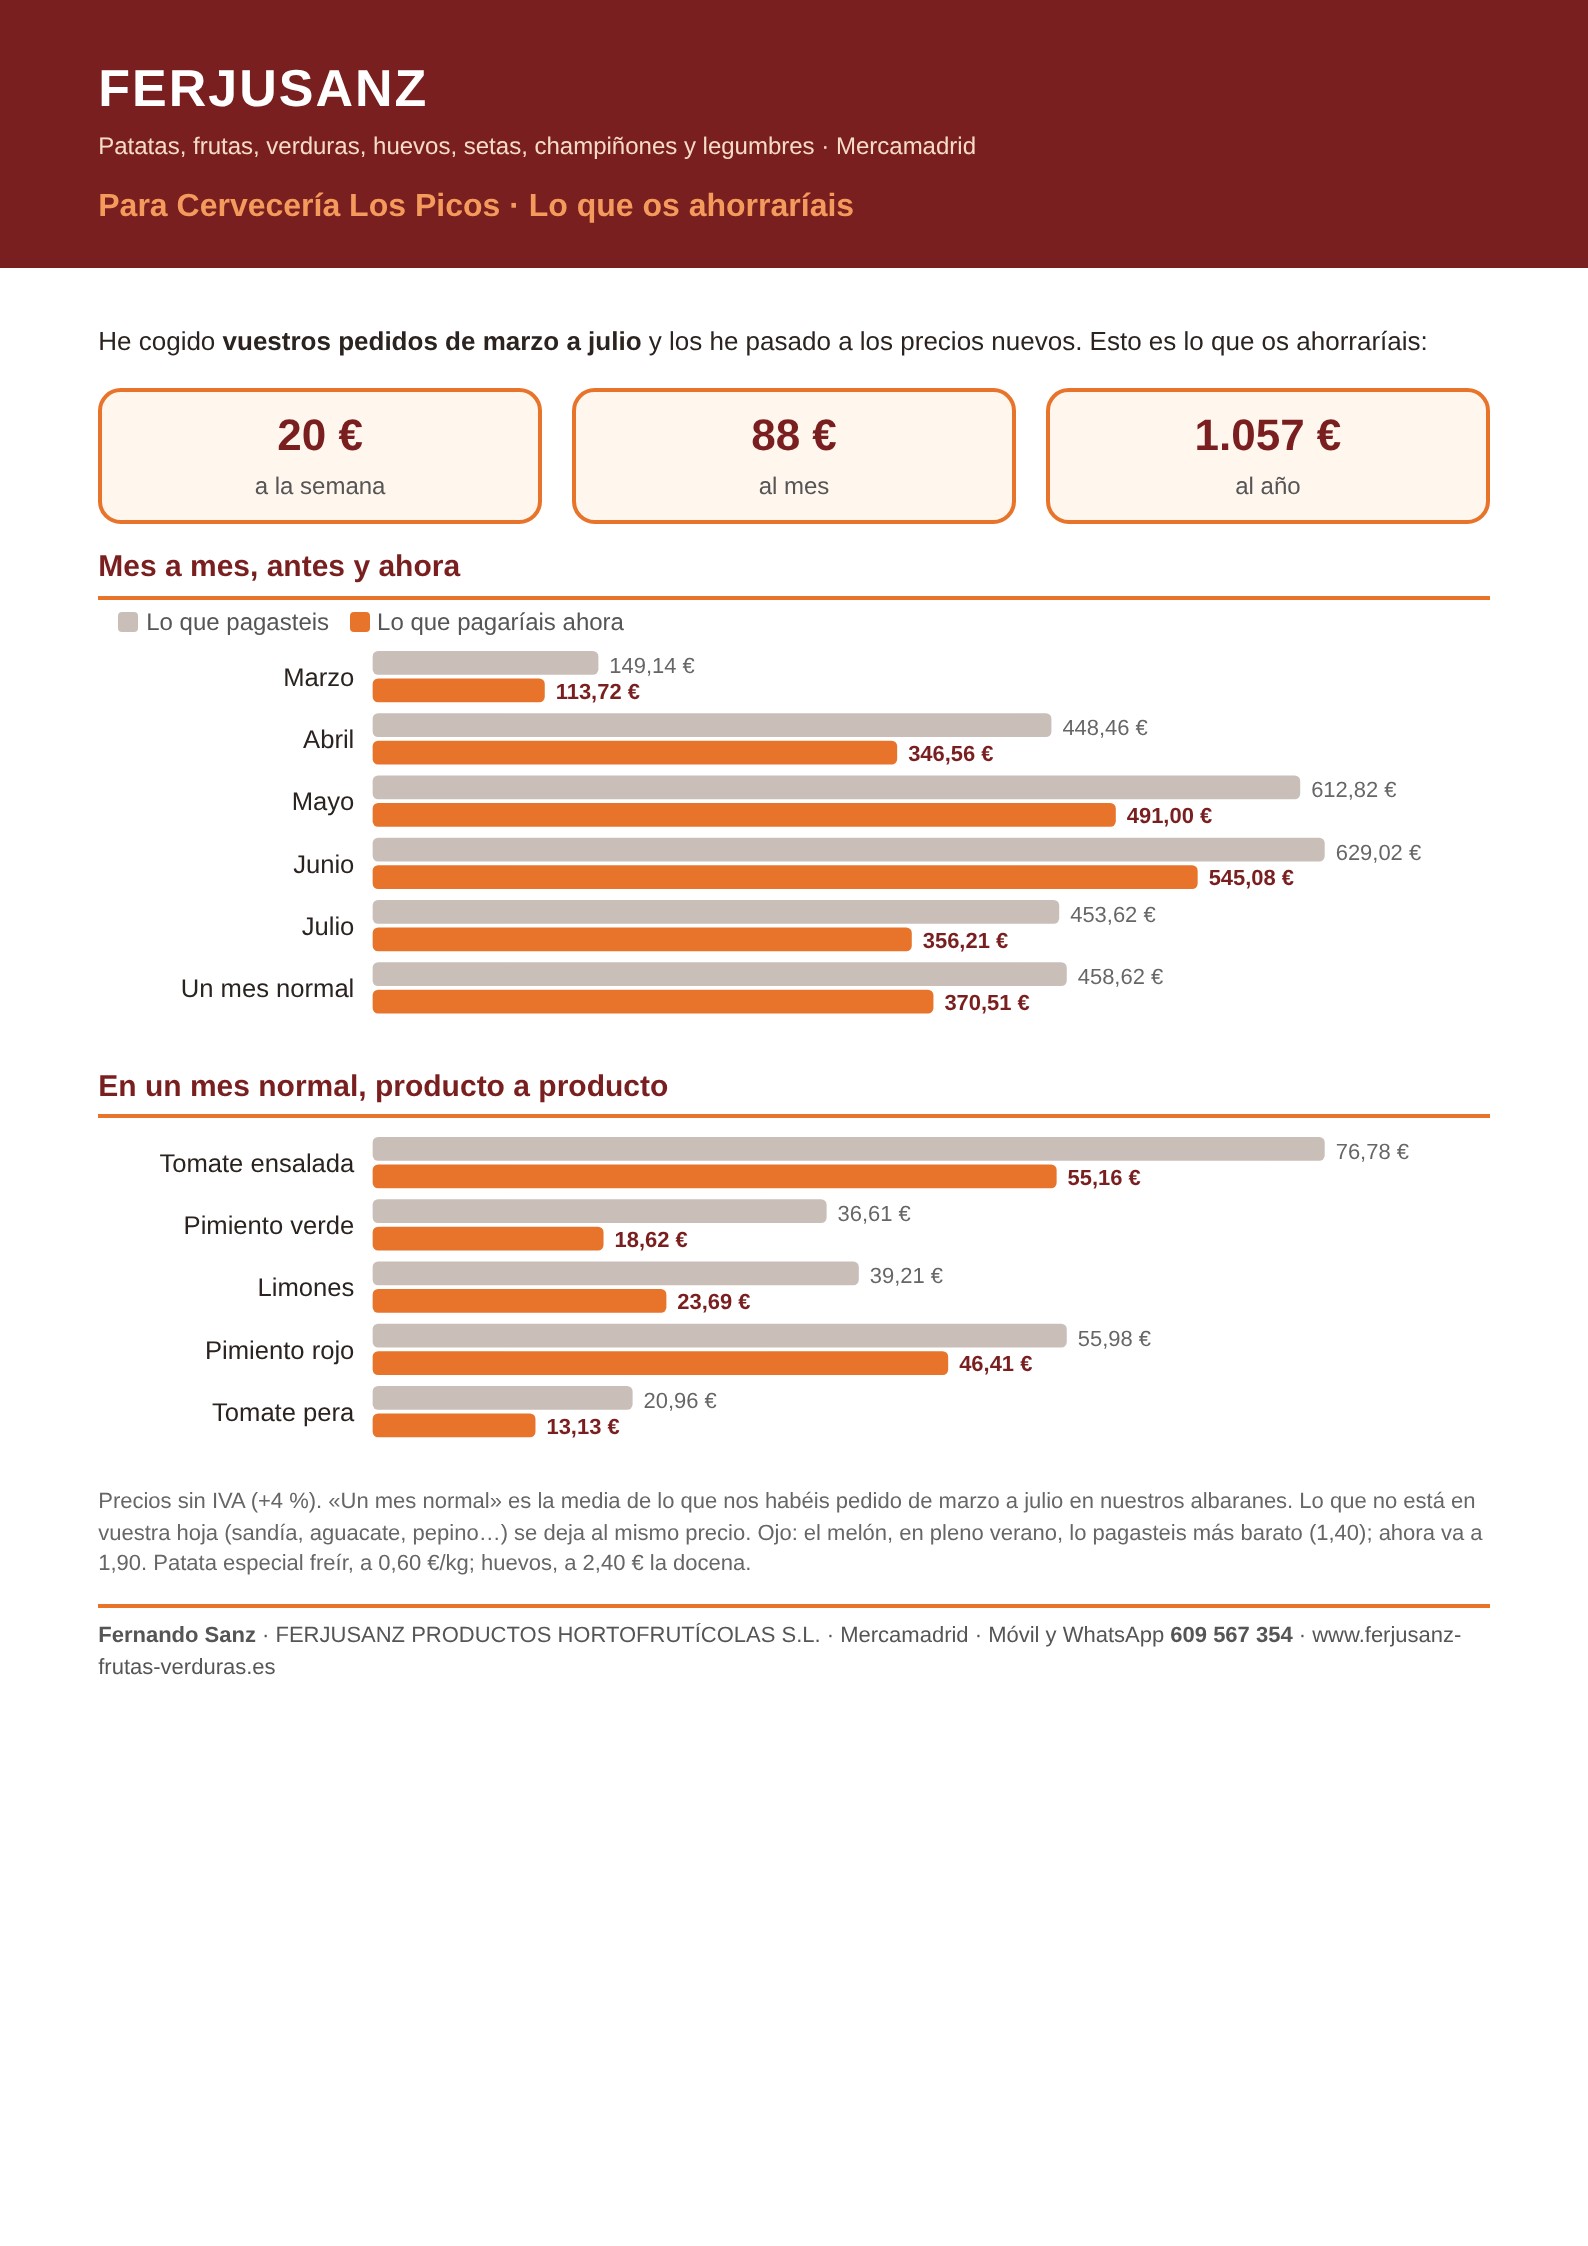 FERJUSANZ
Patatas, frutas, verduras, huevos, setas, champiñones y legumbres · Mercamadrid
Para Cervecería Los Picos · Lo que os ahorraríais
He cogido vuestros pedidos de marzo a julio y los he pasado a los precios nuevos. Esto es lo que os ahorraríais:
20 €
a la semana
88 €
al mes
1.057 €
al año
Mes a mes, antes y ahora
Lo que pagasteis Lo que pagaríais ahora
Marzo
149,14 €
113,72 €
Abril
448,46 €
346,56 €
Mayo
612,82 €
491,00 €
Junio
629,02 €
545,08 €
Julio
453,62 €
356,21 €
Un mes normal
458,62 €
370,51 €
En un mes normal, producto a producto
Tomate ensalada
76,78 €
55,16 €
Pimiento verde
36,61 €
18,62 €
Limones
39,21 €
23,69 €
Pimiento rojo
55,98 €
46,41 €
Tomate pera
20,96 €
13,13 €
Precios sin IVA (+4 %). «Un mes normal» es la media de lo que nos habéis pedido de marzo a julio en nuestros albaranes. Lo que no está en
vuestra hoja (sandía, aguacate, pepino…) se deja al mismo precio. Ojo: el melón, en pleno verano, lo pagasteis más barato (1,40); ahora va a
1,90. Patata especial freír, a 0,60 €/kg; huevos, a 2,40 € la docena.
Fernando Sanz · FERJUSANZ PRODUCTOS HORTOFRUTÍCOLAS S.L. · Mercamadrid · Móvil y WhatsApp 609 567 354 · www.ferjusanz-
frutas-verduras.es